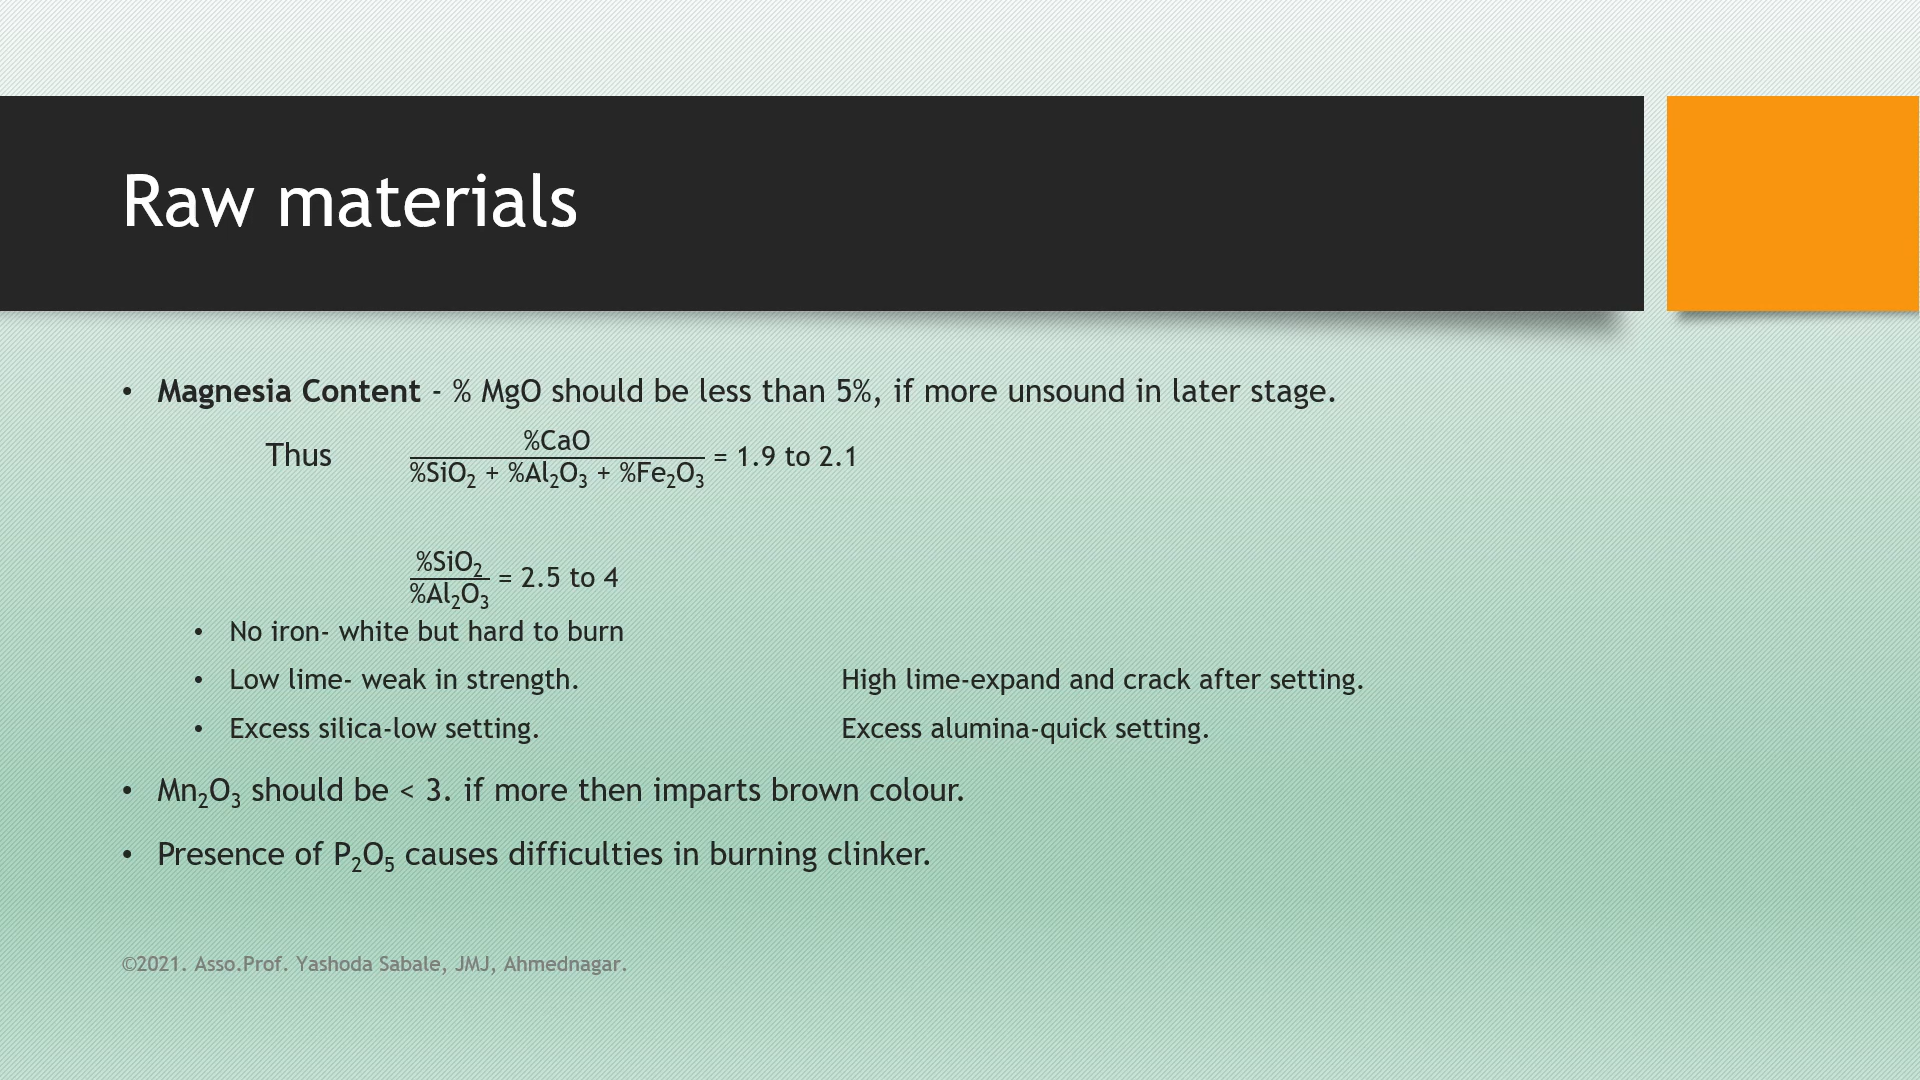 Raw materials
• Magnesia Content - % MgO should be less than 5%, if more unsound in later stage.
Thus %CaO / %SiO₂ + %Al₂O₃ + %Fe₂O₃ = 1.9 to 2.1
%SiO₂ / %Al₂O₃ = 2.5 to 4
• No iron- white but hard to burn
• Low lime- weak in strength. High lime-expand and crack after setting.
• Excess silica-low setting. Excess alumina-quick setting.
• Mn₂O₃ should be < 3. if more then imparts brown colour.
• Presence of P₂O₅ causes difficulties in burning clinker.
©2021. Asso.Prof. Yashoda Sabale, JMJ, Ahmednagar.